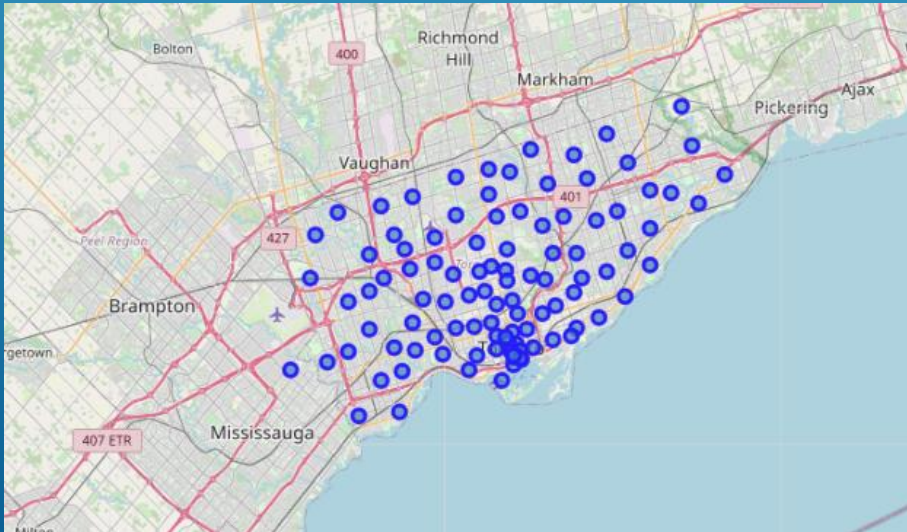 Bolton
400
Richmond
Hill
Markham
Pickering
Ajax
Vaughan
401
427
Peel Region
Brampton
rgetown
407 ETR
Mississauga